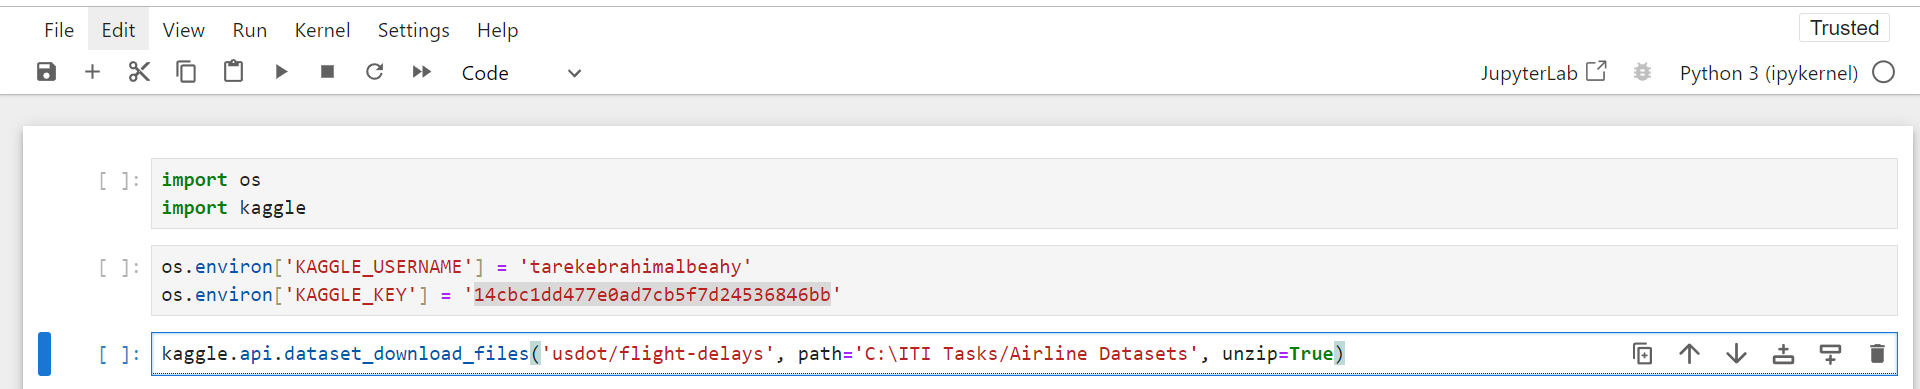 File Edit View Run Kernel Settings Help Trusted
Code JupyterLab Python 3 (ipykernel)
[ ]: import os
import kaggle
[ ]: os.environ['KAGGLE_USERNAME'] = 'tarekebrahimalbeahy'
os.environ['KAGGLE_KEY'] = '14cbc1dd477e0ad7cb5f7d24536846bb'
[ ]: kaggle.api.dataset_download_files('usdot/flight-delays', path='C:\ITI Tasks/Airline Datasets', unzip=True)